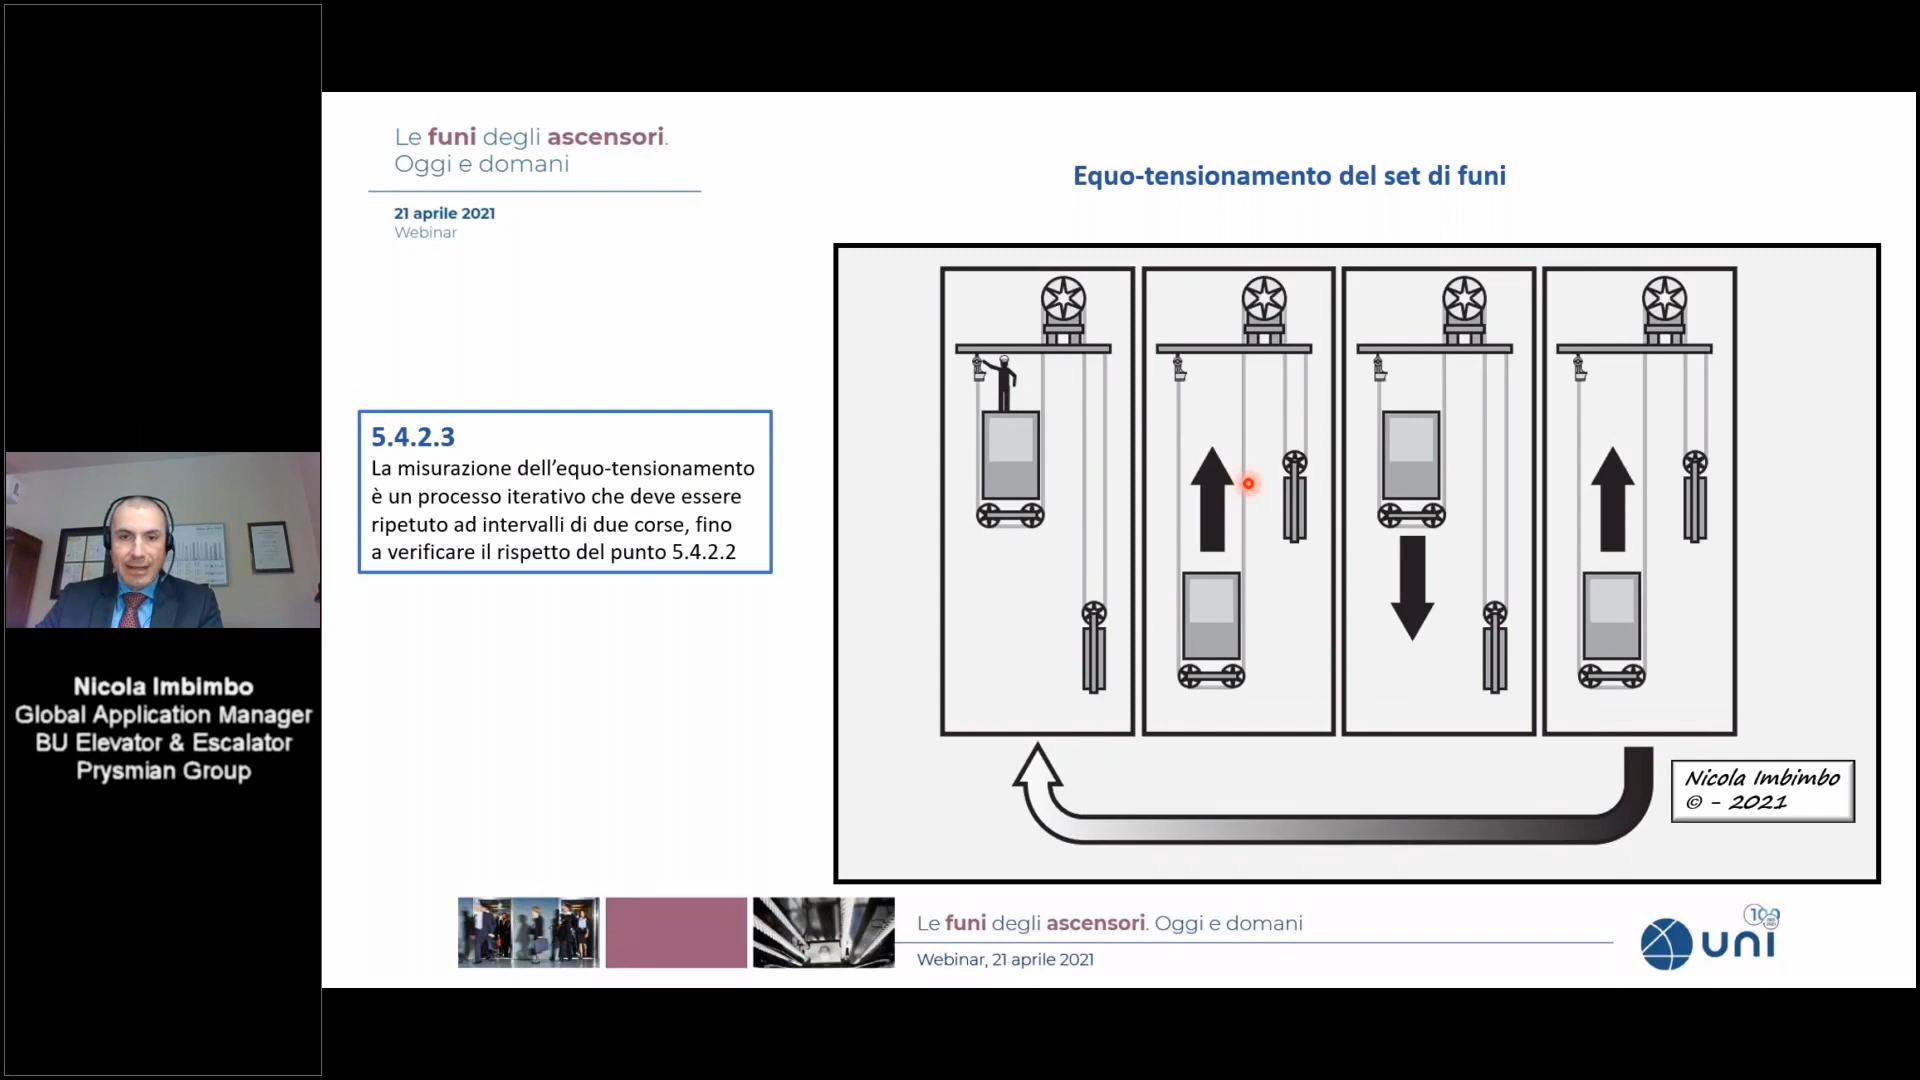 Le funi degli ascensori.
Oggi e domani
21 aprile 2021
Webinar
Equo-tensionamento del set di funi
5.4.2.3
La misurazione dell’equo-tensionamento
è un processo iterativo che deve essere
ripetuto ad intervalli di due corse, fino
a verificare il rispetto del punto 5.4.2.2
Nicola Imbimbo
© - 2021
Nicola Imbimbo
Global Application Manager
BU Elevator & Escalator
Prysmian Group
Le funi degli ascensori. Oggi e domani
Webinar, 21 aprile 2021
100
uni